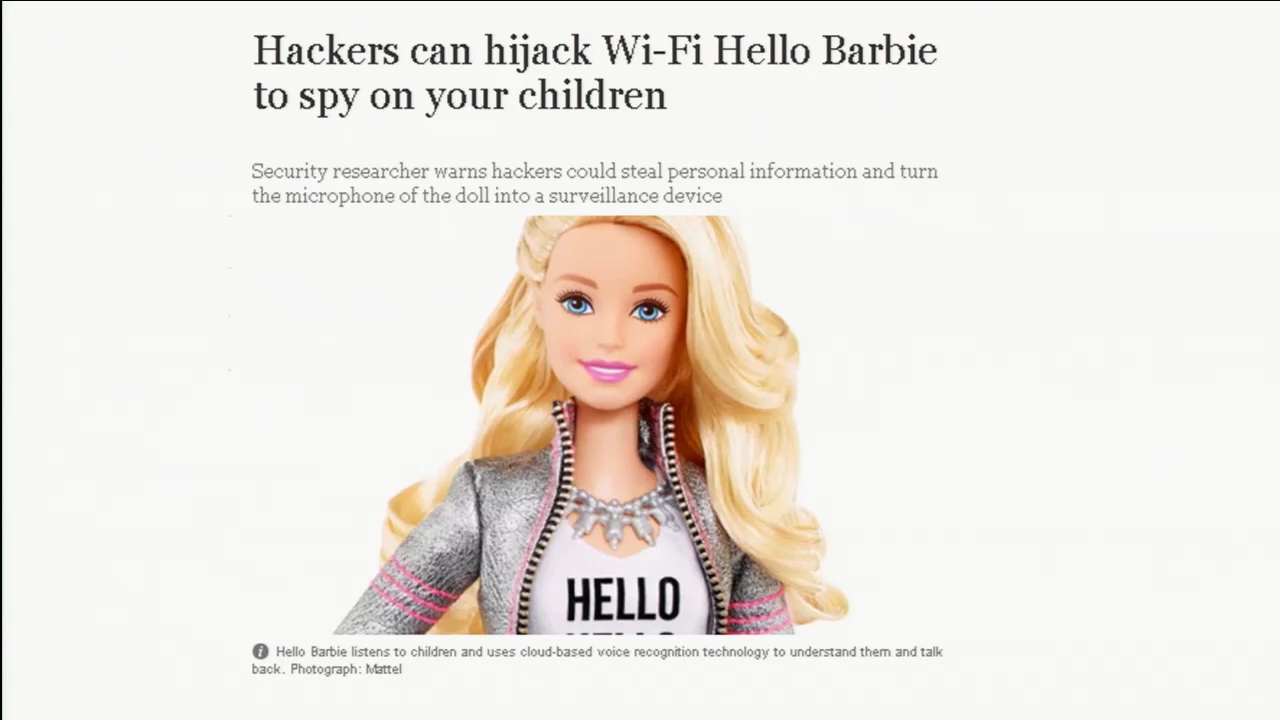 Hackers can hijack Wi-Fi Hello Barbie
to spy on your children
Security researcher warns hackers could steal personal information and turn
the microphone of the doll into a surveillance device
HELLO
Hello Barbie listens to children and uses cloud-based voice recognition technology to understand them and talk
back. Photograph: Mattel